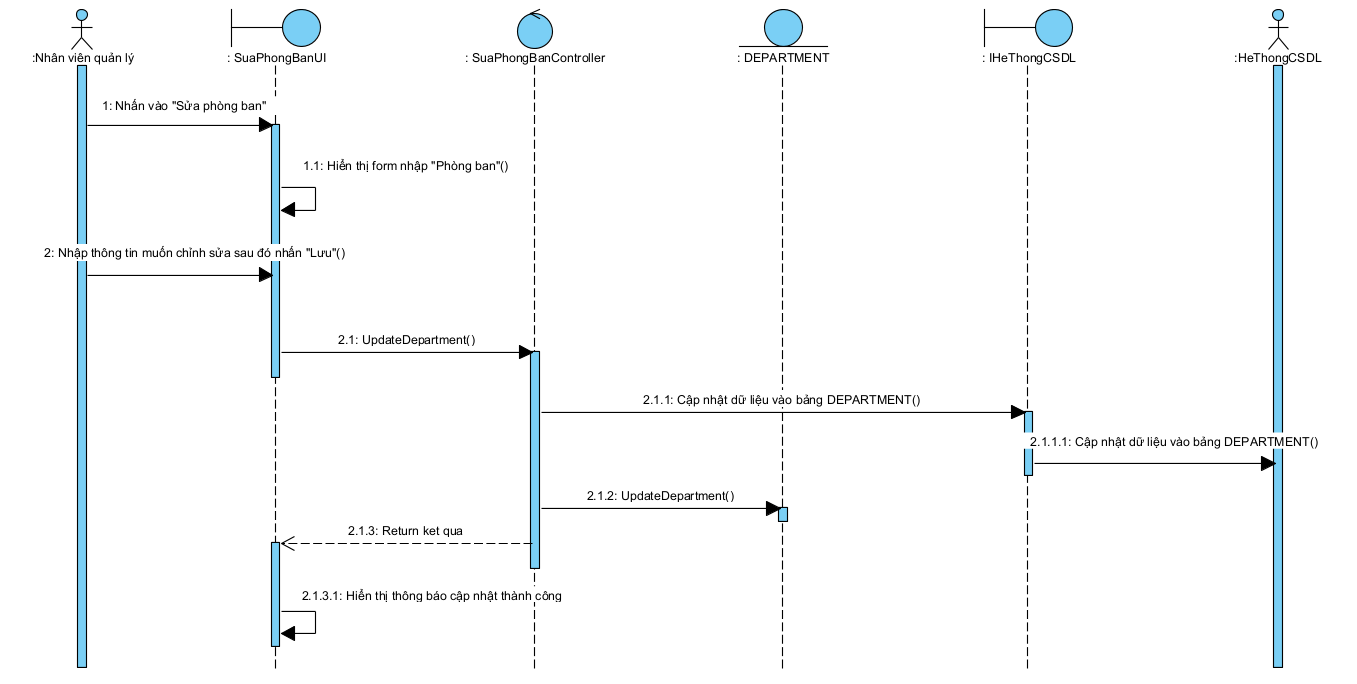 :Nhân viên quản lý
: SuaPhongBanUI
: SuaPhongBanController
: DEPARTMENT
: IHeThongCSDL
:HeThongCSDL
1: Nhấn vào "Sửa phòng ban"
1.1: Hiển thị form nhập "Phòng ban"()
2: Nhập thông tin muốn chỉnh sửa sau đó nhấn "Lưu"()
2.1: UpdateDepartment()
2.1.1: Cập nhật dữ liệu vào bảng DEPARTMENT()
2.1.1.1: Cập nhật dữ liệu vào bảng DEPARTMENT()
2.1.2: UpdateDepartment()
2.1.3: Return ket qua
2.1.3.1: Hiển thị thông báo cập nhật thành công